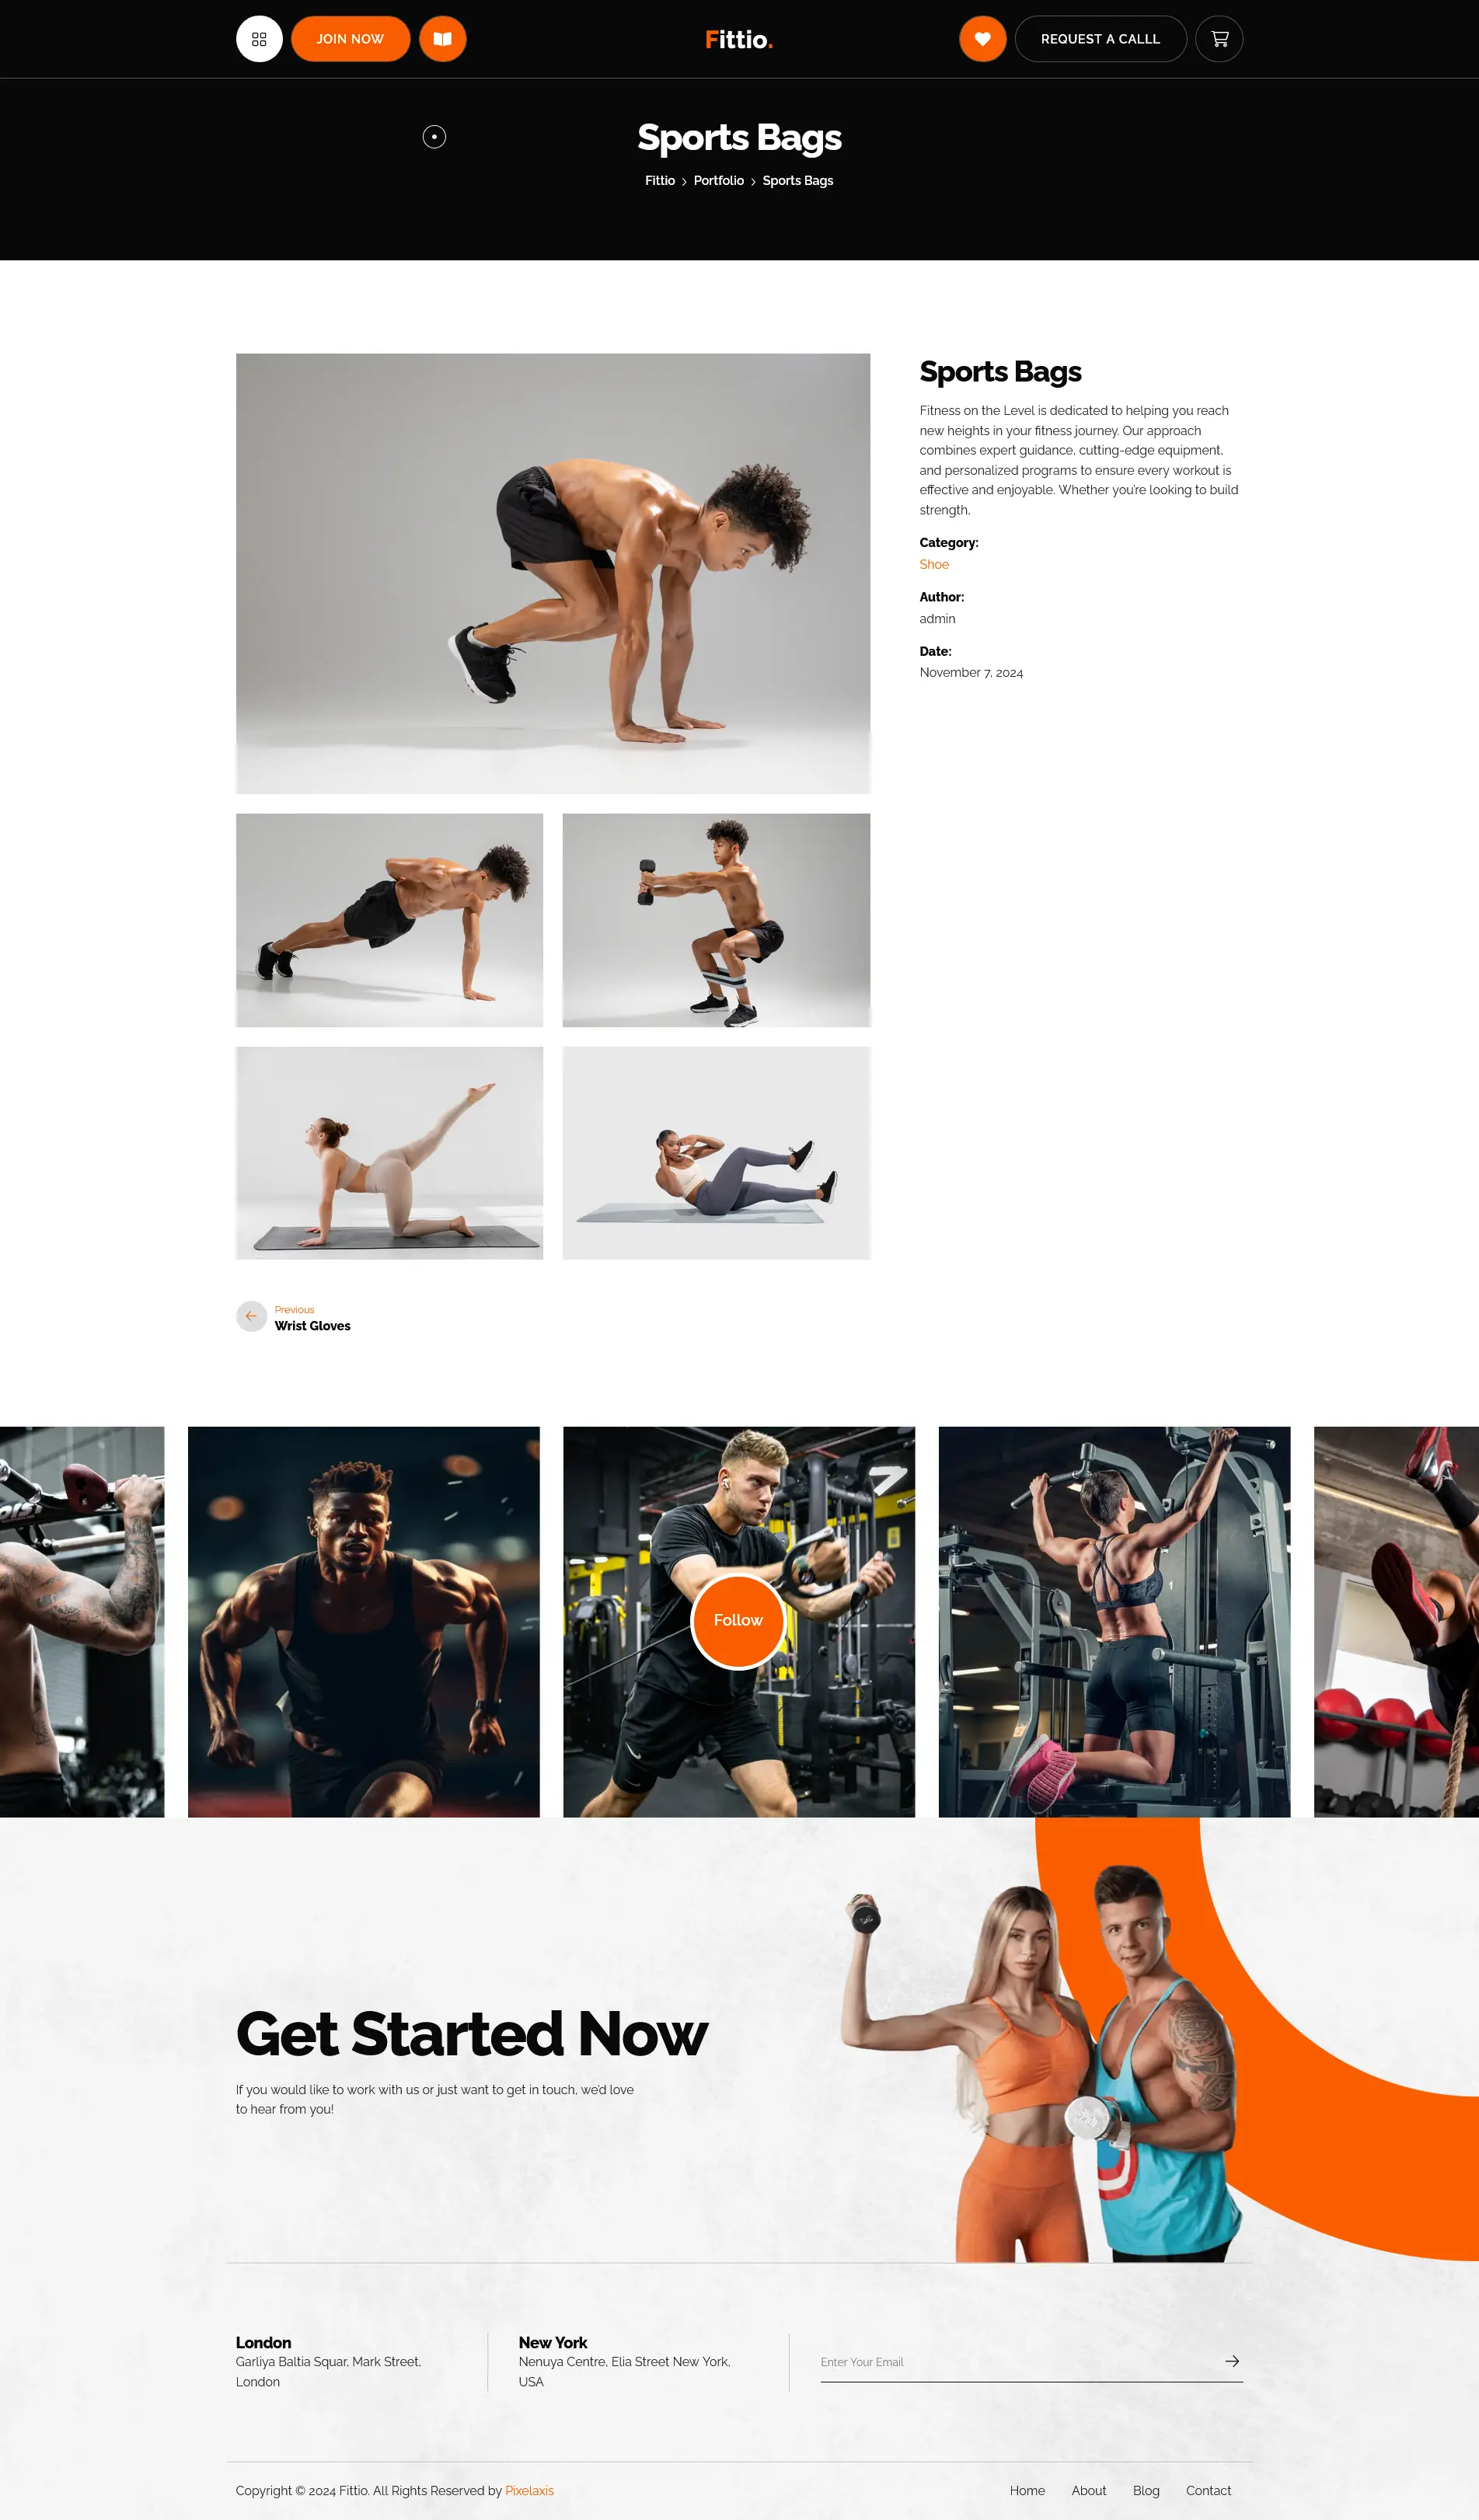 JOIN NOW
Fittio.
REQUEST A CALLL
Sports Bags
Fittio > Portfolio > Sports Bags
Sports Bags
Fitness on the Level is dedicated to helping you reach
new heights in your fitness journey. Our approach
combines expert guidance, cutting-edge equipment,
and personalized programs to ensure every workout is
effective and enjoyable. Whether you're looking to build
strength,
Category:
Shoe
Author:
admin
Date:
November 7, 2024
Previous
Wrist Gloves
Follow
Get Started Now
If you would like to work with us or just want to get in touch, we'd love
to hear from you!
London
Garliya Baltia Squar, Mark Street,
London
New York
Nenuya Centre, Elia Street New York,
USA
Enter Your Email
Copyright © 2024 Fittio. All Rights Reserved by Pixelaxis
Home About Blog Contact